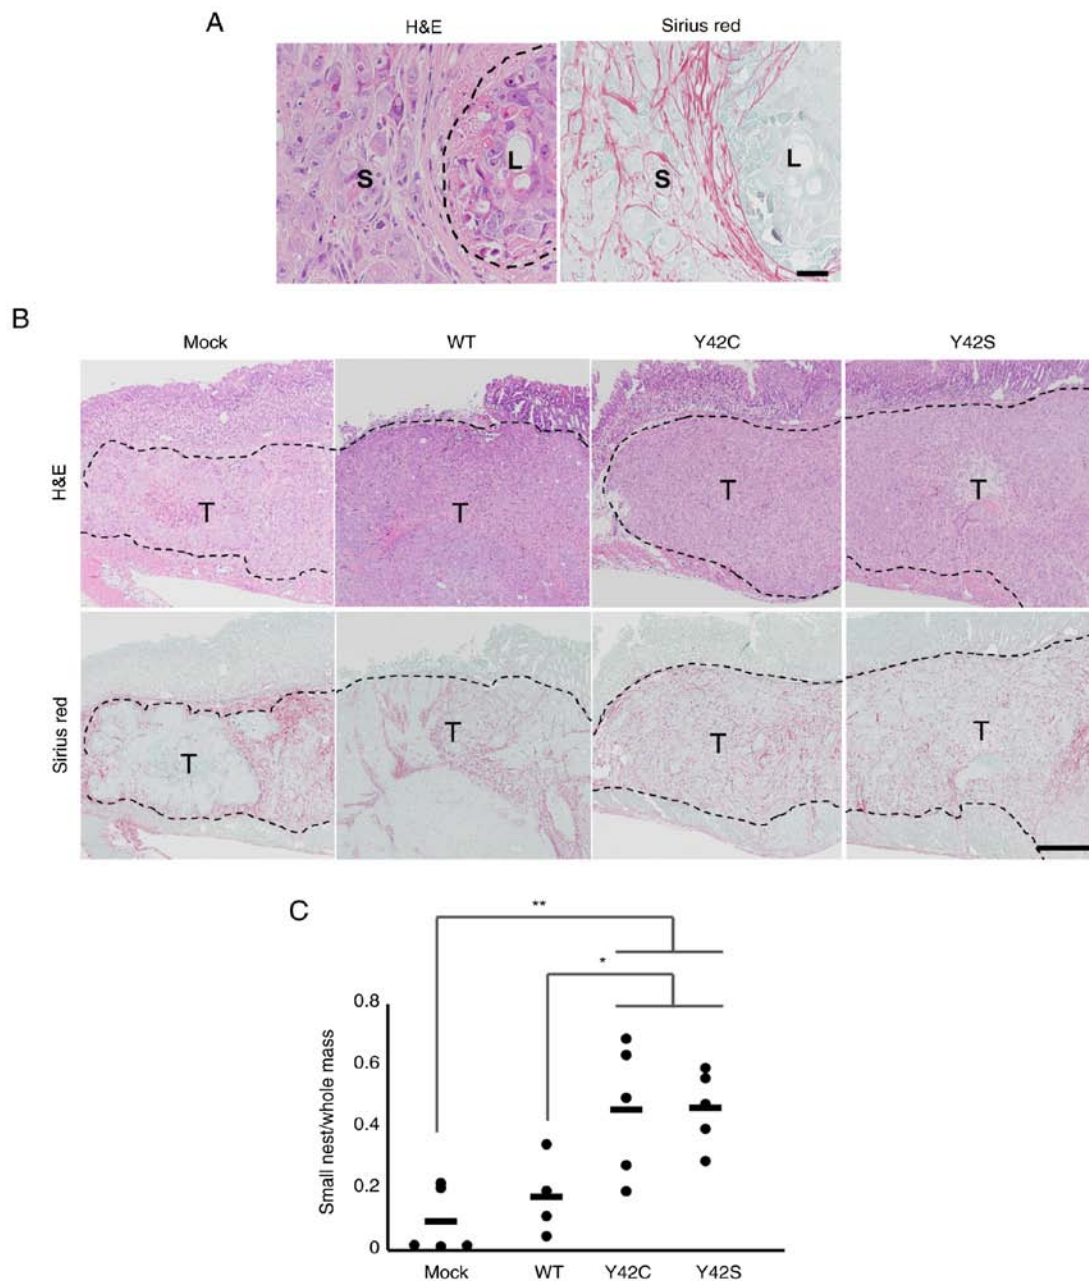 A
H&E
Sirius red
S
L
S
L
B
Mock
WT
Y42C
Y42S
H&E
T
T
T
T
Sirius red
T
T
T
T
C
**
*
Small nest/whole mass
0.8
0.6
0.4
0.2
0
Mock
WT
Y42C
Y42S